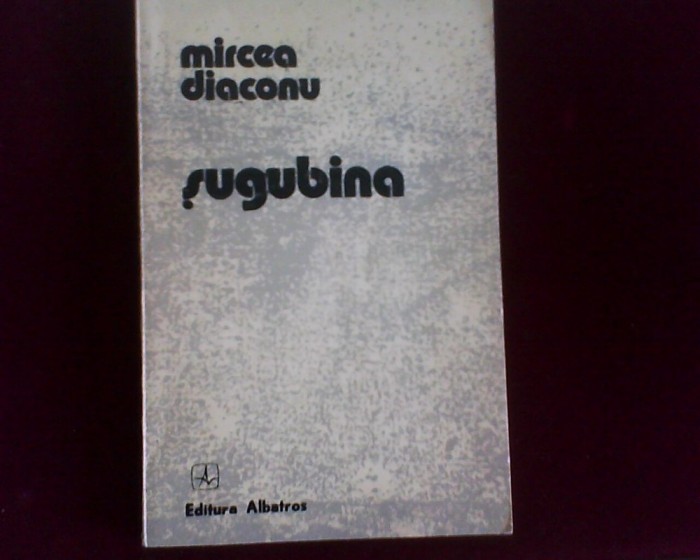 mircea
diaconu
șugubina
Editura Albatros